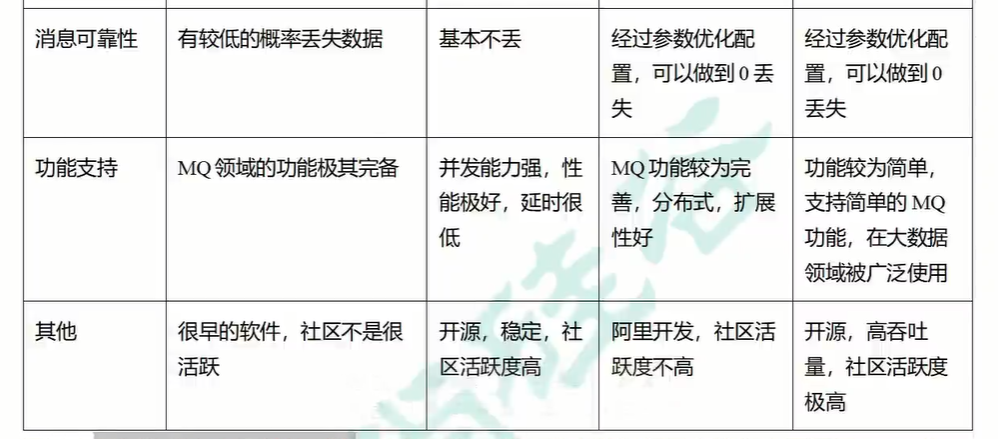 消息可靠性
有较低的概率丢失数据
基本不丢
经过参数优化配
置，可以做到 0 丢
失
经过参数优化配
置，可以做到 0
丢失
功能支持
MQ 领域的功能极其完备
并发能力强，性
能极好，延时很
低
MQ 功能较为完
善，分布式，扩展
性好
功能较为简单，
支持简单的 MQ
功能，在大数据
领域被广泛使用
其他
很早的软件，社区不是很
活跃
开源，稳定，社
区活跃度高
阿里开发，社区活
跃度不高
开源，高吞吐
量，社区活跃度
极高
尚硅谷